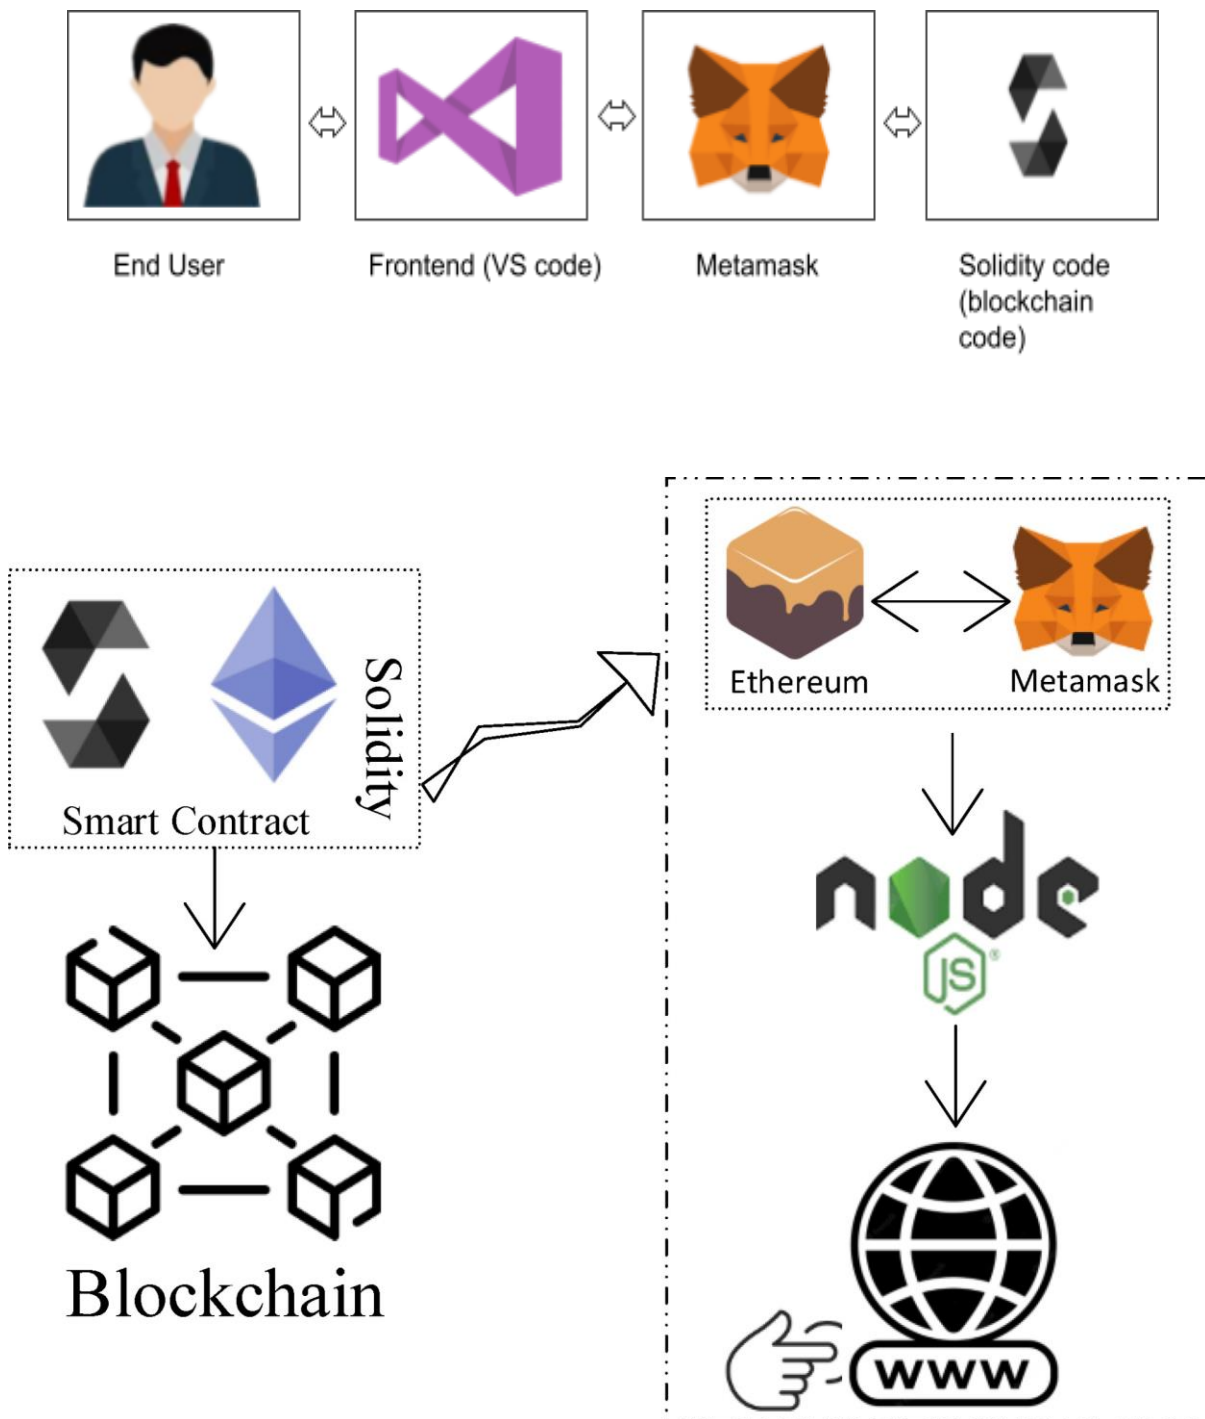 End User
Frontend (VS code)
Metamask
Solidity code
(blockchain
code)
Ethereum
Metamask
Solidity
Smart Contract
node
JS®
Blockchain
WWW